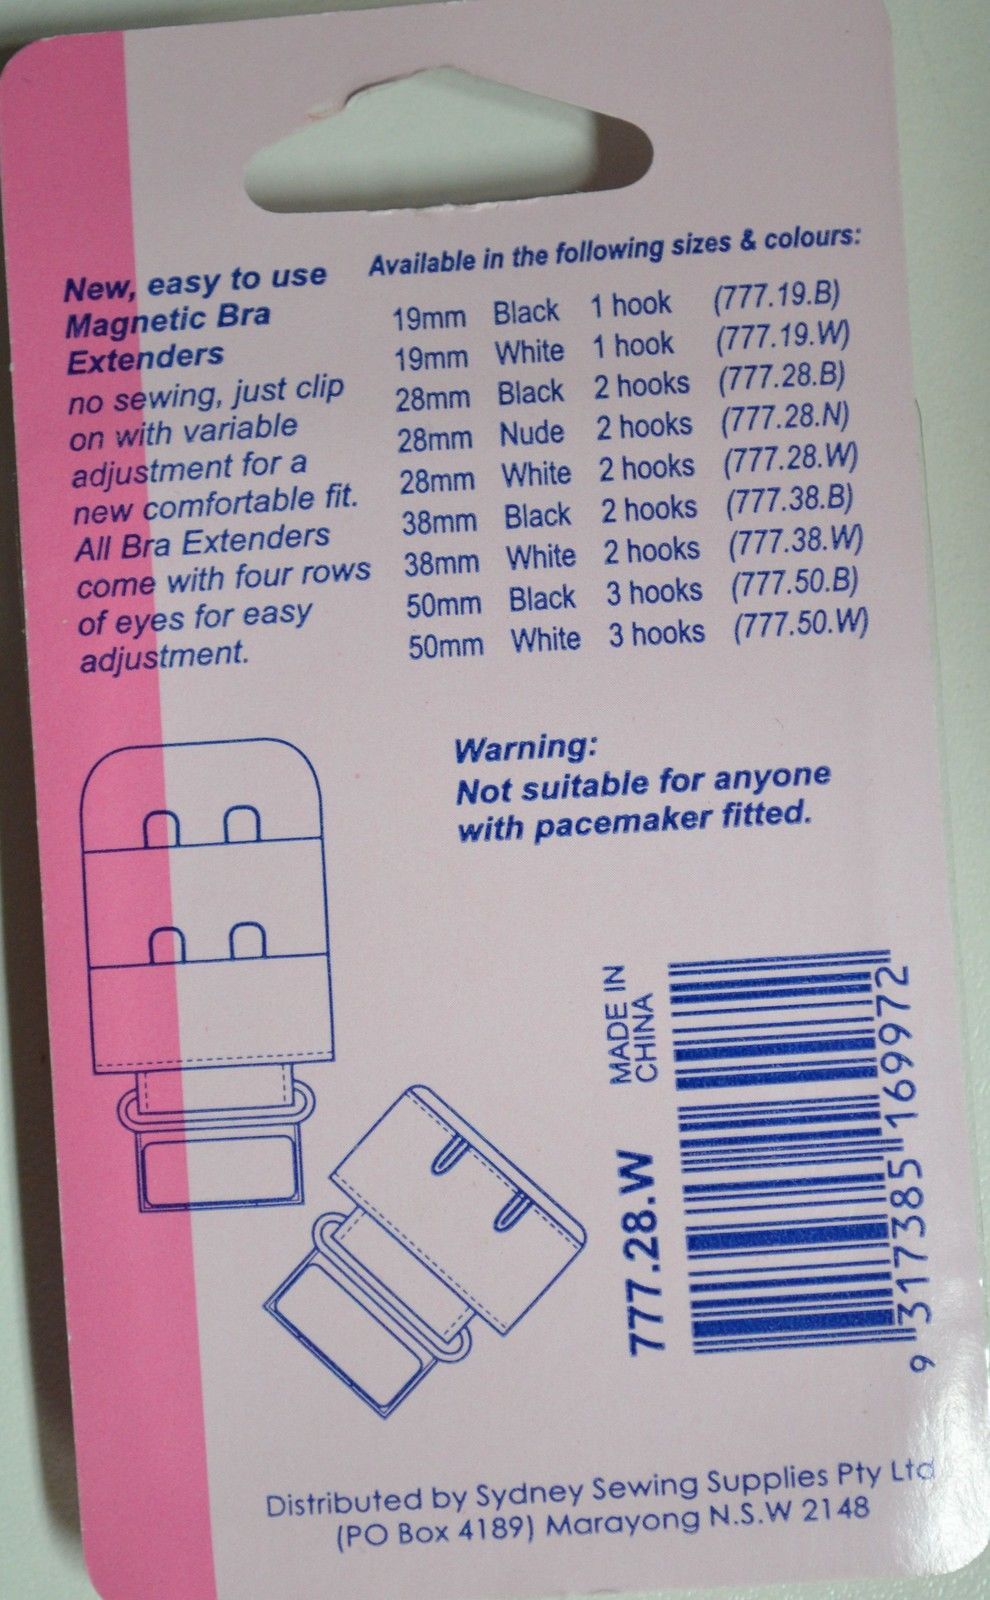 New, easy to use
Magnetic Bra
Extenders
no sewing, just clip
on with variable
adjustment for a
new comfortable fit.
All Bra Extenders
come with four rows
of eyes for easy
adjustment.
Available in the following sizes & colours:
19mm Black 1 hook (777.19.B)
19mm White 1 hook (777.19.W)
28mm Black 2 hooks (777.28.B)
28mm Nude 2 hooks (777.28.N)
28mm White 2 hooks (777.28.W)
38mm Black 2 hooks (777.38.B)
38mm White 2 hooks (777.38.W)
50mm Black 3 hooks (777.50.B)
50mm White 3 hooks (777.50.W)
Warning:
Not suitable for anyone
with pacemaker fitted.
MADE IN
CHINA
777.28.W
9 317385 169972
Distributed by Sydney Sewing Supplies Pty Ltd
(PO Box 4189) Marayong N.S.W 2148